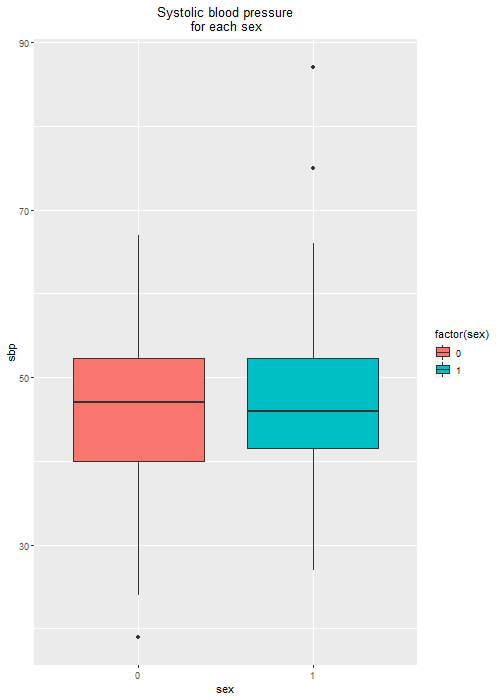 Systolic blood pressure
for each sex
90
70
50
30
sbp
0
1
sex
factor(sex)
0
1